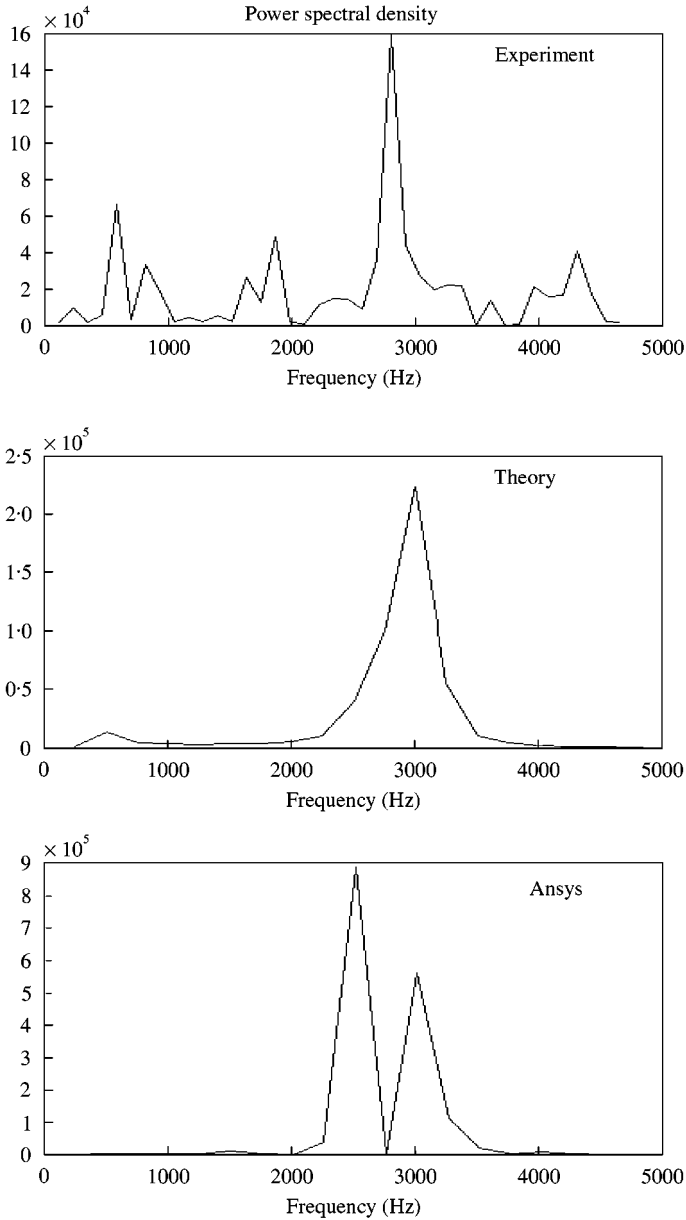 Power spectral density
× 10⁴
16
Experiment
14
12
10
8
6
4
2
0
0 1000 2000 3000 4000 5000
Frequency (Hz)
× 10⁵
2·5
Theory
2·0
1·5
1·0
0·5
0
0 1000 2000 3000 4000 5000
Frequency (Hz)
× 10⁵
9
Ansys
8
7
6
5
4
3
2
1
0
0 1000 2000 3000 4000 5000
Frequency (Hz)